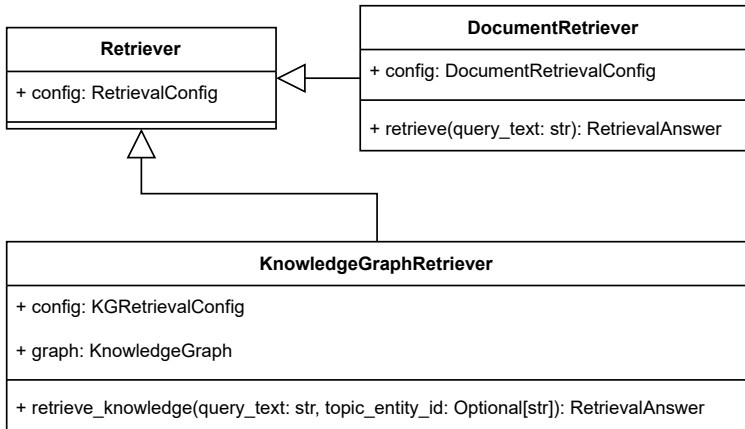 Retriever
+ config: RetrievalConfig
DocumentRetriever
+ config: DocumentRetrievalConfig
+ retrieve(query_text: str): RetrievalAnswer
KnowledgeGraphRetriever
+ config: KGRetrievalConfig
+ graph: KnowledgeGraph
+ retrieve_knowledge(query_text: str, topic_entity_id: Optional[str]): RetrievalAnswer